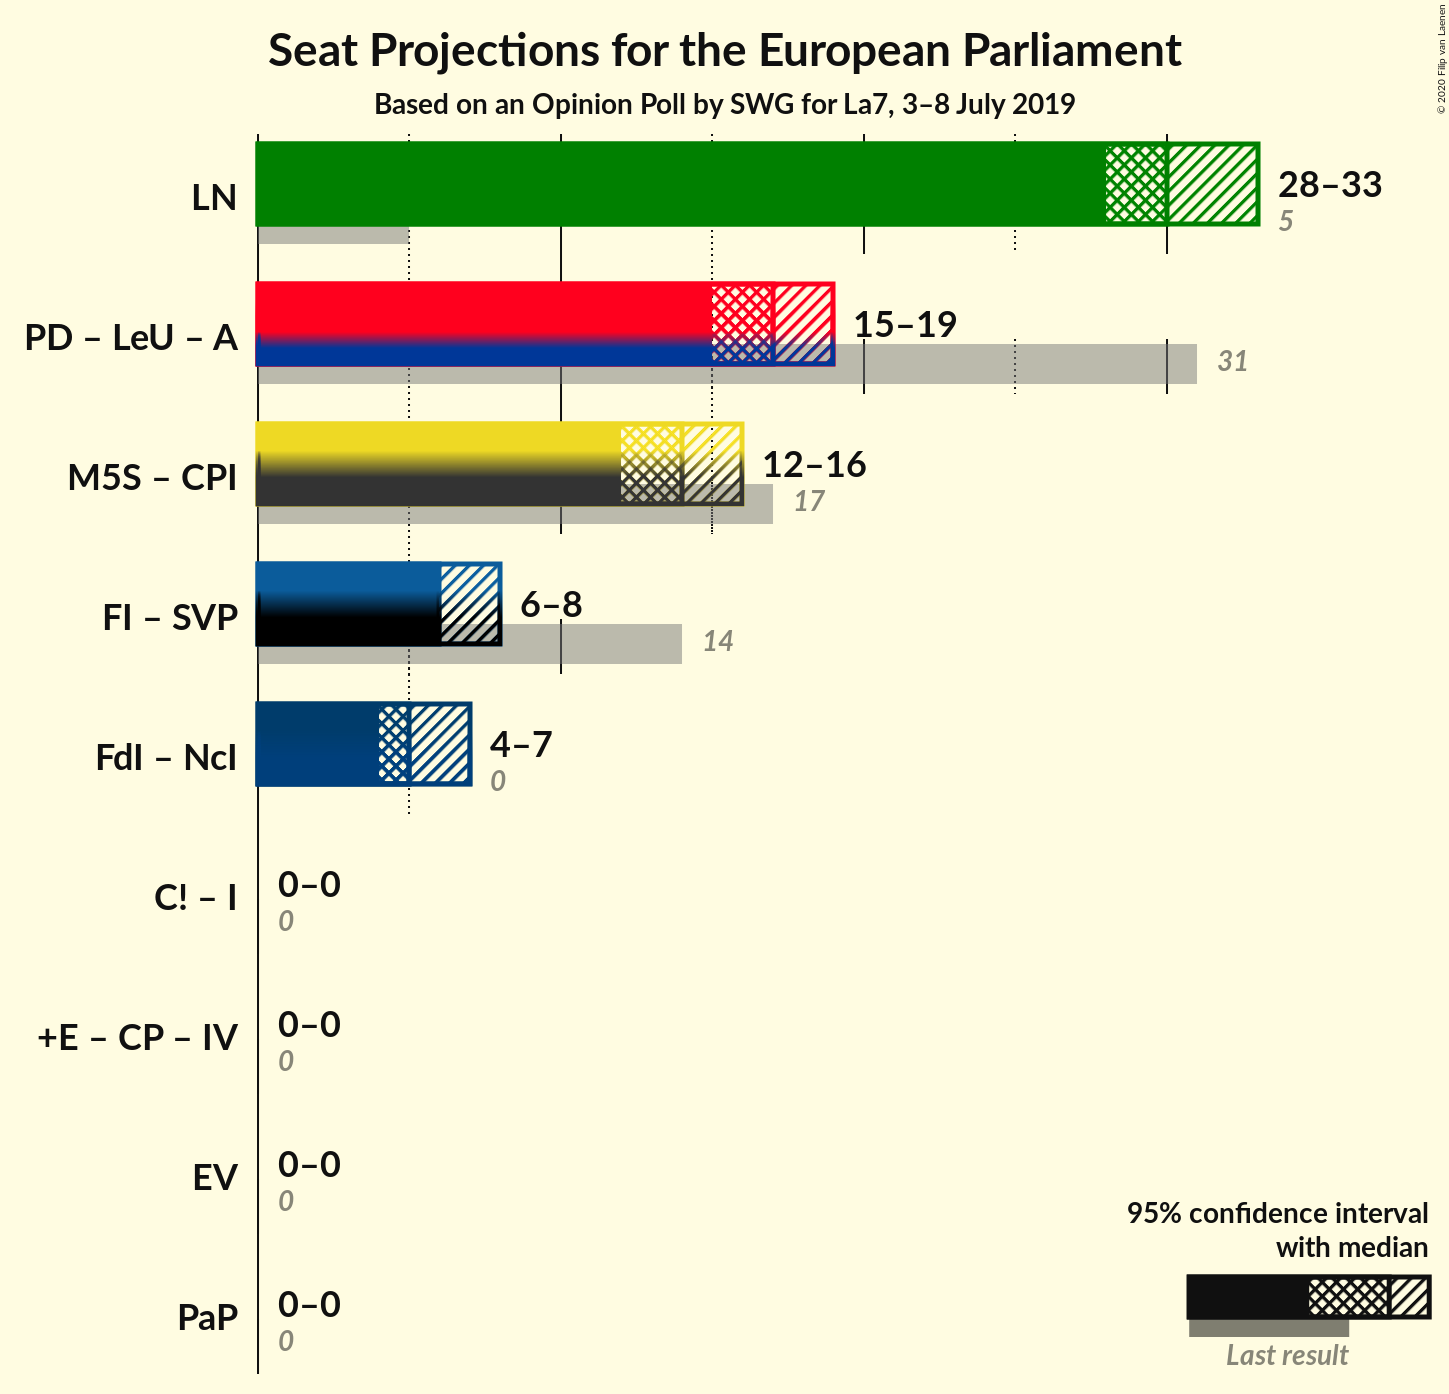 Seat Projections for the European Parliament
Based on an Opinion Poll by SWG for La7, 3–8 July 2019
© 2020 Filip van Laenen
LN
28–33
5
PD – LeU – A
15–19
31
M5S – CPI
12–16
17
FI – SVP
6–8
14
FdI – NcI
4–7
0
C! – I
0–0
0
+E – CP – IV
0–0
0
EV
0–0
0
PaP
0–0
0
95% confidence interval
with median
Last result